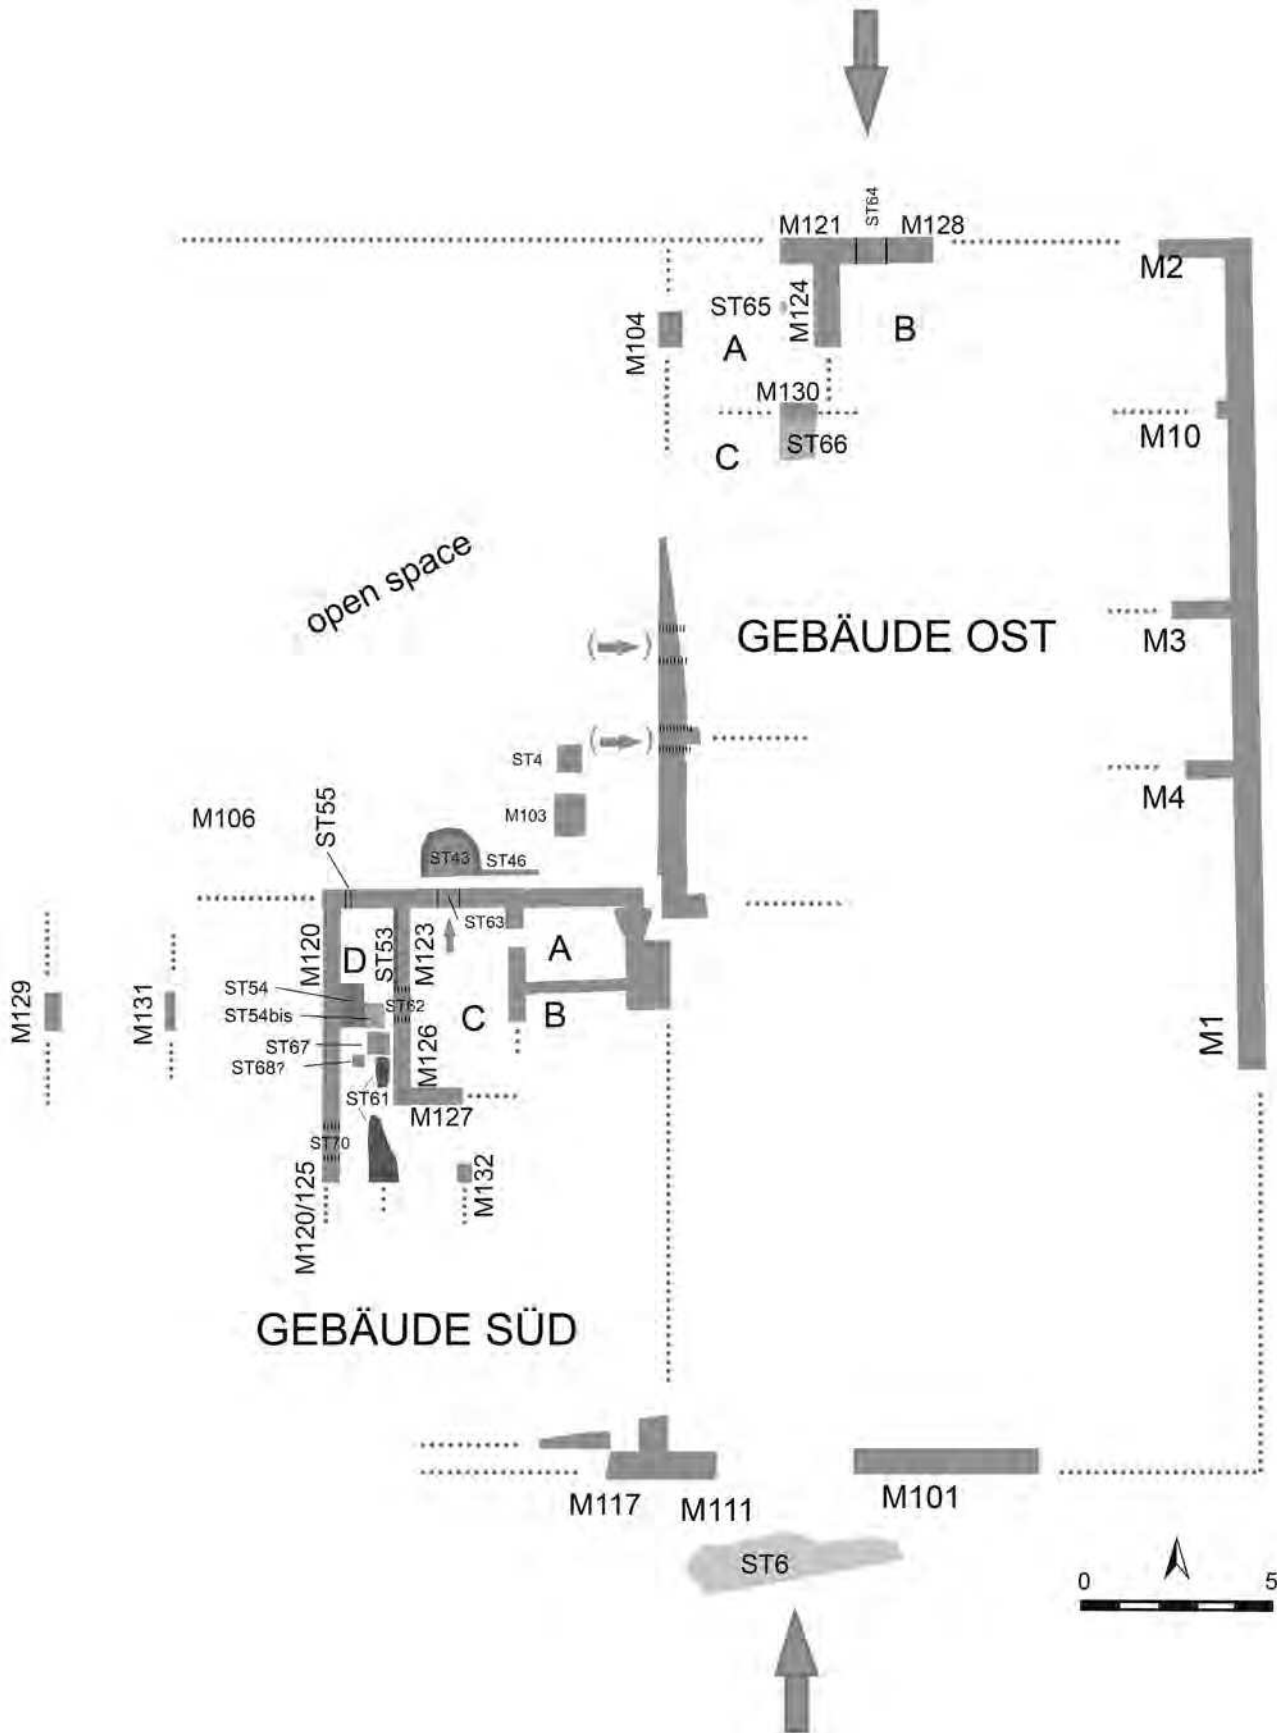 ST64
M121
M128
M2
M124
ST65
M104
A
B
M130
M10
ST66
C
open space
GEBÄUDE OST
M3
ST4
M4
M106
ST55
M103
ST43
ST46
ST63
M120
D
ST53
M123
A
ST54
ST62
C
B
ST54bis
M129
M131
ST67
M126
M1
ST68?
ST61
M127
ST70
M132
M120/125
GEBÄUDE SÜD
M117
M111
M101
ST6
0 5